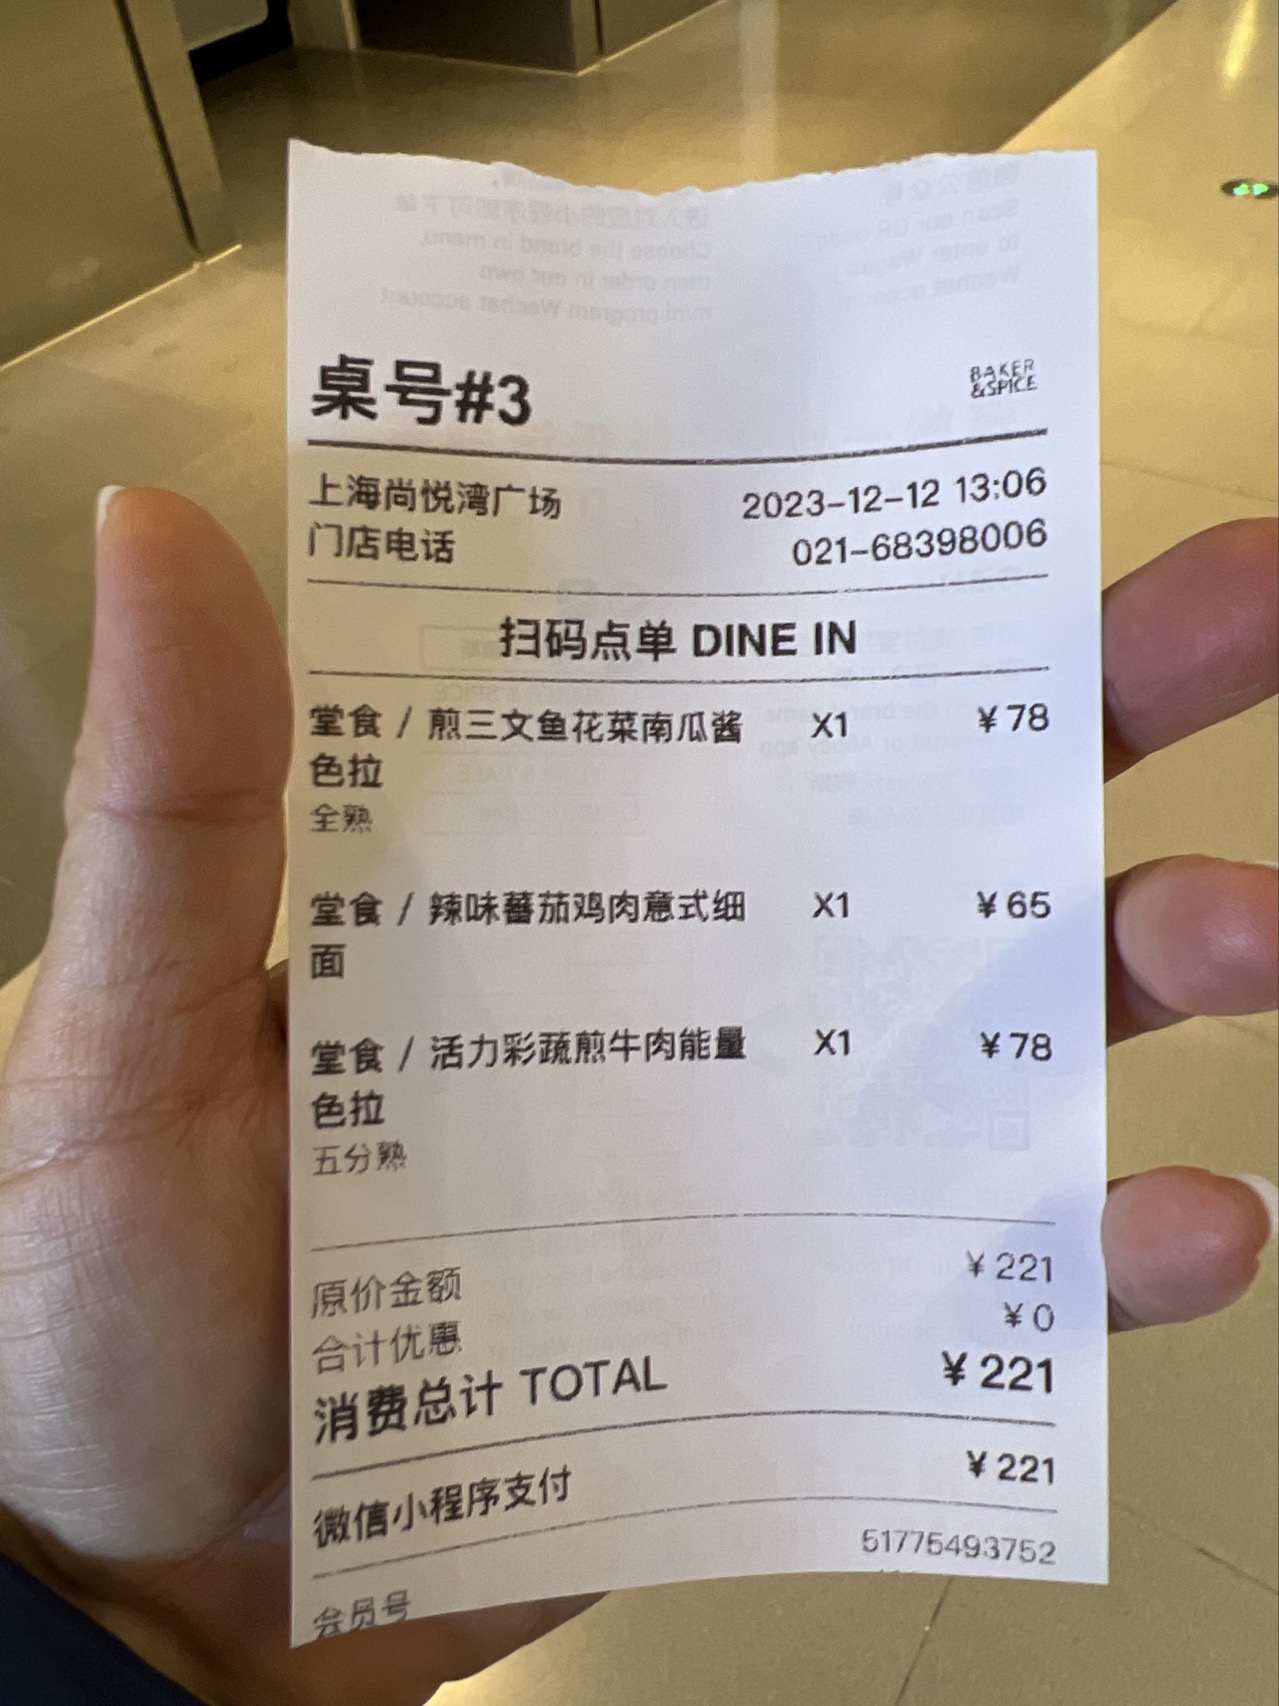 桌号#3
BAKER
&SPICE
上海尚悦湾广场 2023-12-12 13:06
门店电话 021-68398006
扫码点单 DINE IN
堂食 / 煎三文鱼花菜南瓜酱 X1 ¥78
色拉
全熟
堂食 / 辣味蕃茄鸡肉意式细 X1 ¥65
面
堂食 / 活力彩蔬煎牛肉能量 X1 ¥78
色拉
五分熟
原价金额 ¥221
合计优惠 ¥0
消费总计 TOTAL ¥221
微信小程序支付 ¥221
会员号 51775493752